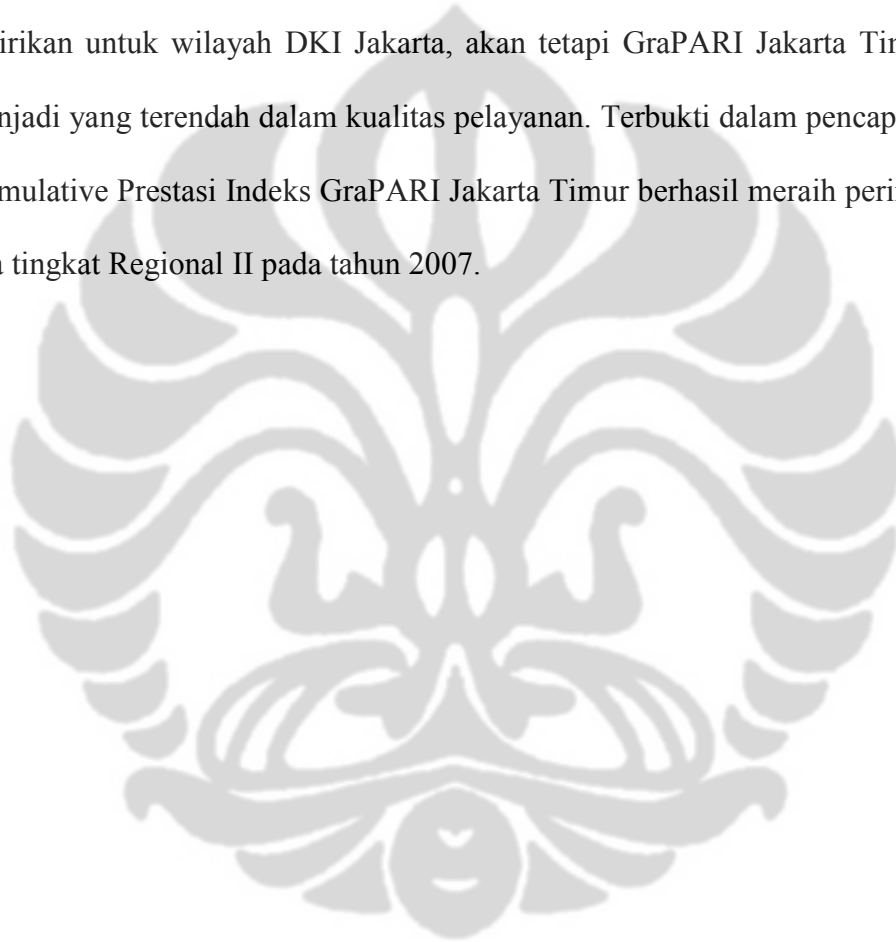 irikan untuk wilayah DKI Jakarta, akan tetapi GraPARI Jakarta Tim
njadi yang terendah dalam kualitas pelayanan. Terbukti dalam pencap
mulative Prestasi Indeks GraPARI Jakarta Timur berhasil meraih peri
tingkat Regional II pada tahun 2007.